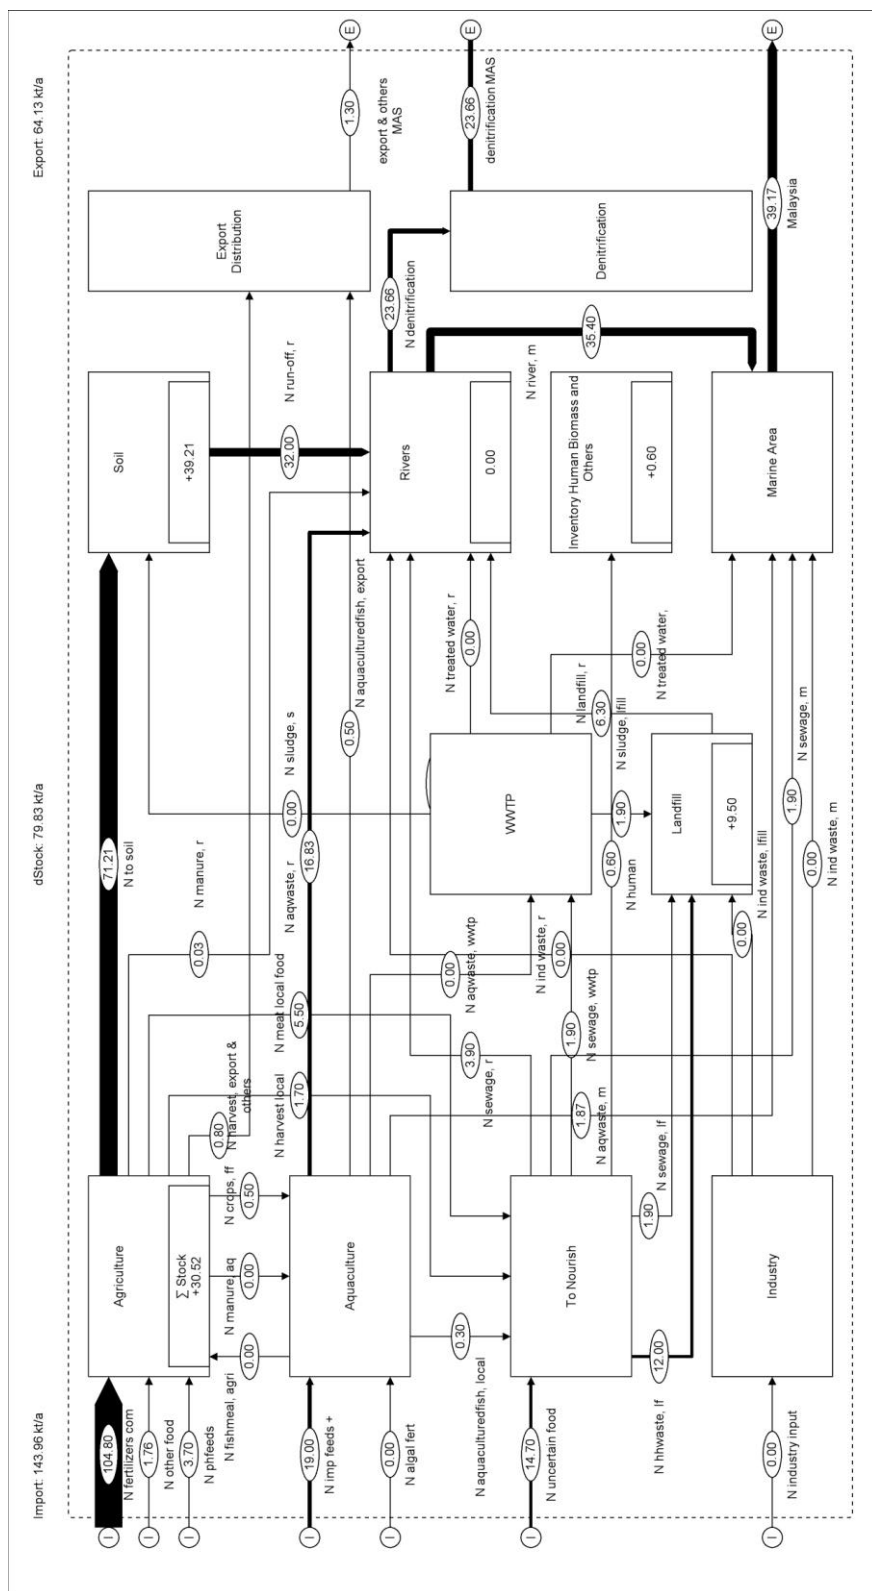 Import: 143.96 kt/a
dStock: 79.83 kt/a
Export: 64.13 kt/a
I
104.80
N fertilizers com
I
1.76
N other food
I
3.70
N phfeeds
N fishmeal, agri
0.00
I
19.00
N imp feeds +
I
0.00
N algal fert
N aquaculturedfish, local
0.30
I
14.70
N uncertain food
N hhwaste, lf
12.00
I
0.00
N industry input
Agriculture
∑ Stock
+30.52
N manure, aq
0.00
N crops, ff
0.50
Aquaculture
To Nourish
1.90
N sewage, lf
Industry
0.80
N harvest, export &
others
N harvest local
1.70
N meat local food
5.50
71.21
N to soil
0.03
N manure, r
16.83
N aqwaste, r
0.00
N sludge, s
0.50
N aquaculturedfish, export
0.00
N aqwaste, wwtp
N sewage, r
3.90
N ind waste, r
0.00
1.90
N sewage, wwtp
1.87
N aqwaste, m
0.60
N human
WWTP
1.90
N sludge, lfill
Landfill
+9.50
0.00
N ind waste, lfill
N landfill, r
6.30
N treated water, r
0.00
0.00
N treated water,
1.90
N sewage, m
0.00
N ind waste, m
Soil
+39.21
32.00
N run-off, r
Rivers
0.00
N river, m
35.40
Inventory Human Biomass and
Others
+0.60
Marine Area
23.66
N denitrification
Export
Distribution
Denitrification
1.30
export & others
MAS
E
23.66
denitrification MAS
E
39.17
Malaysia
E